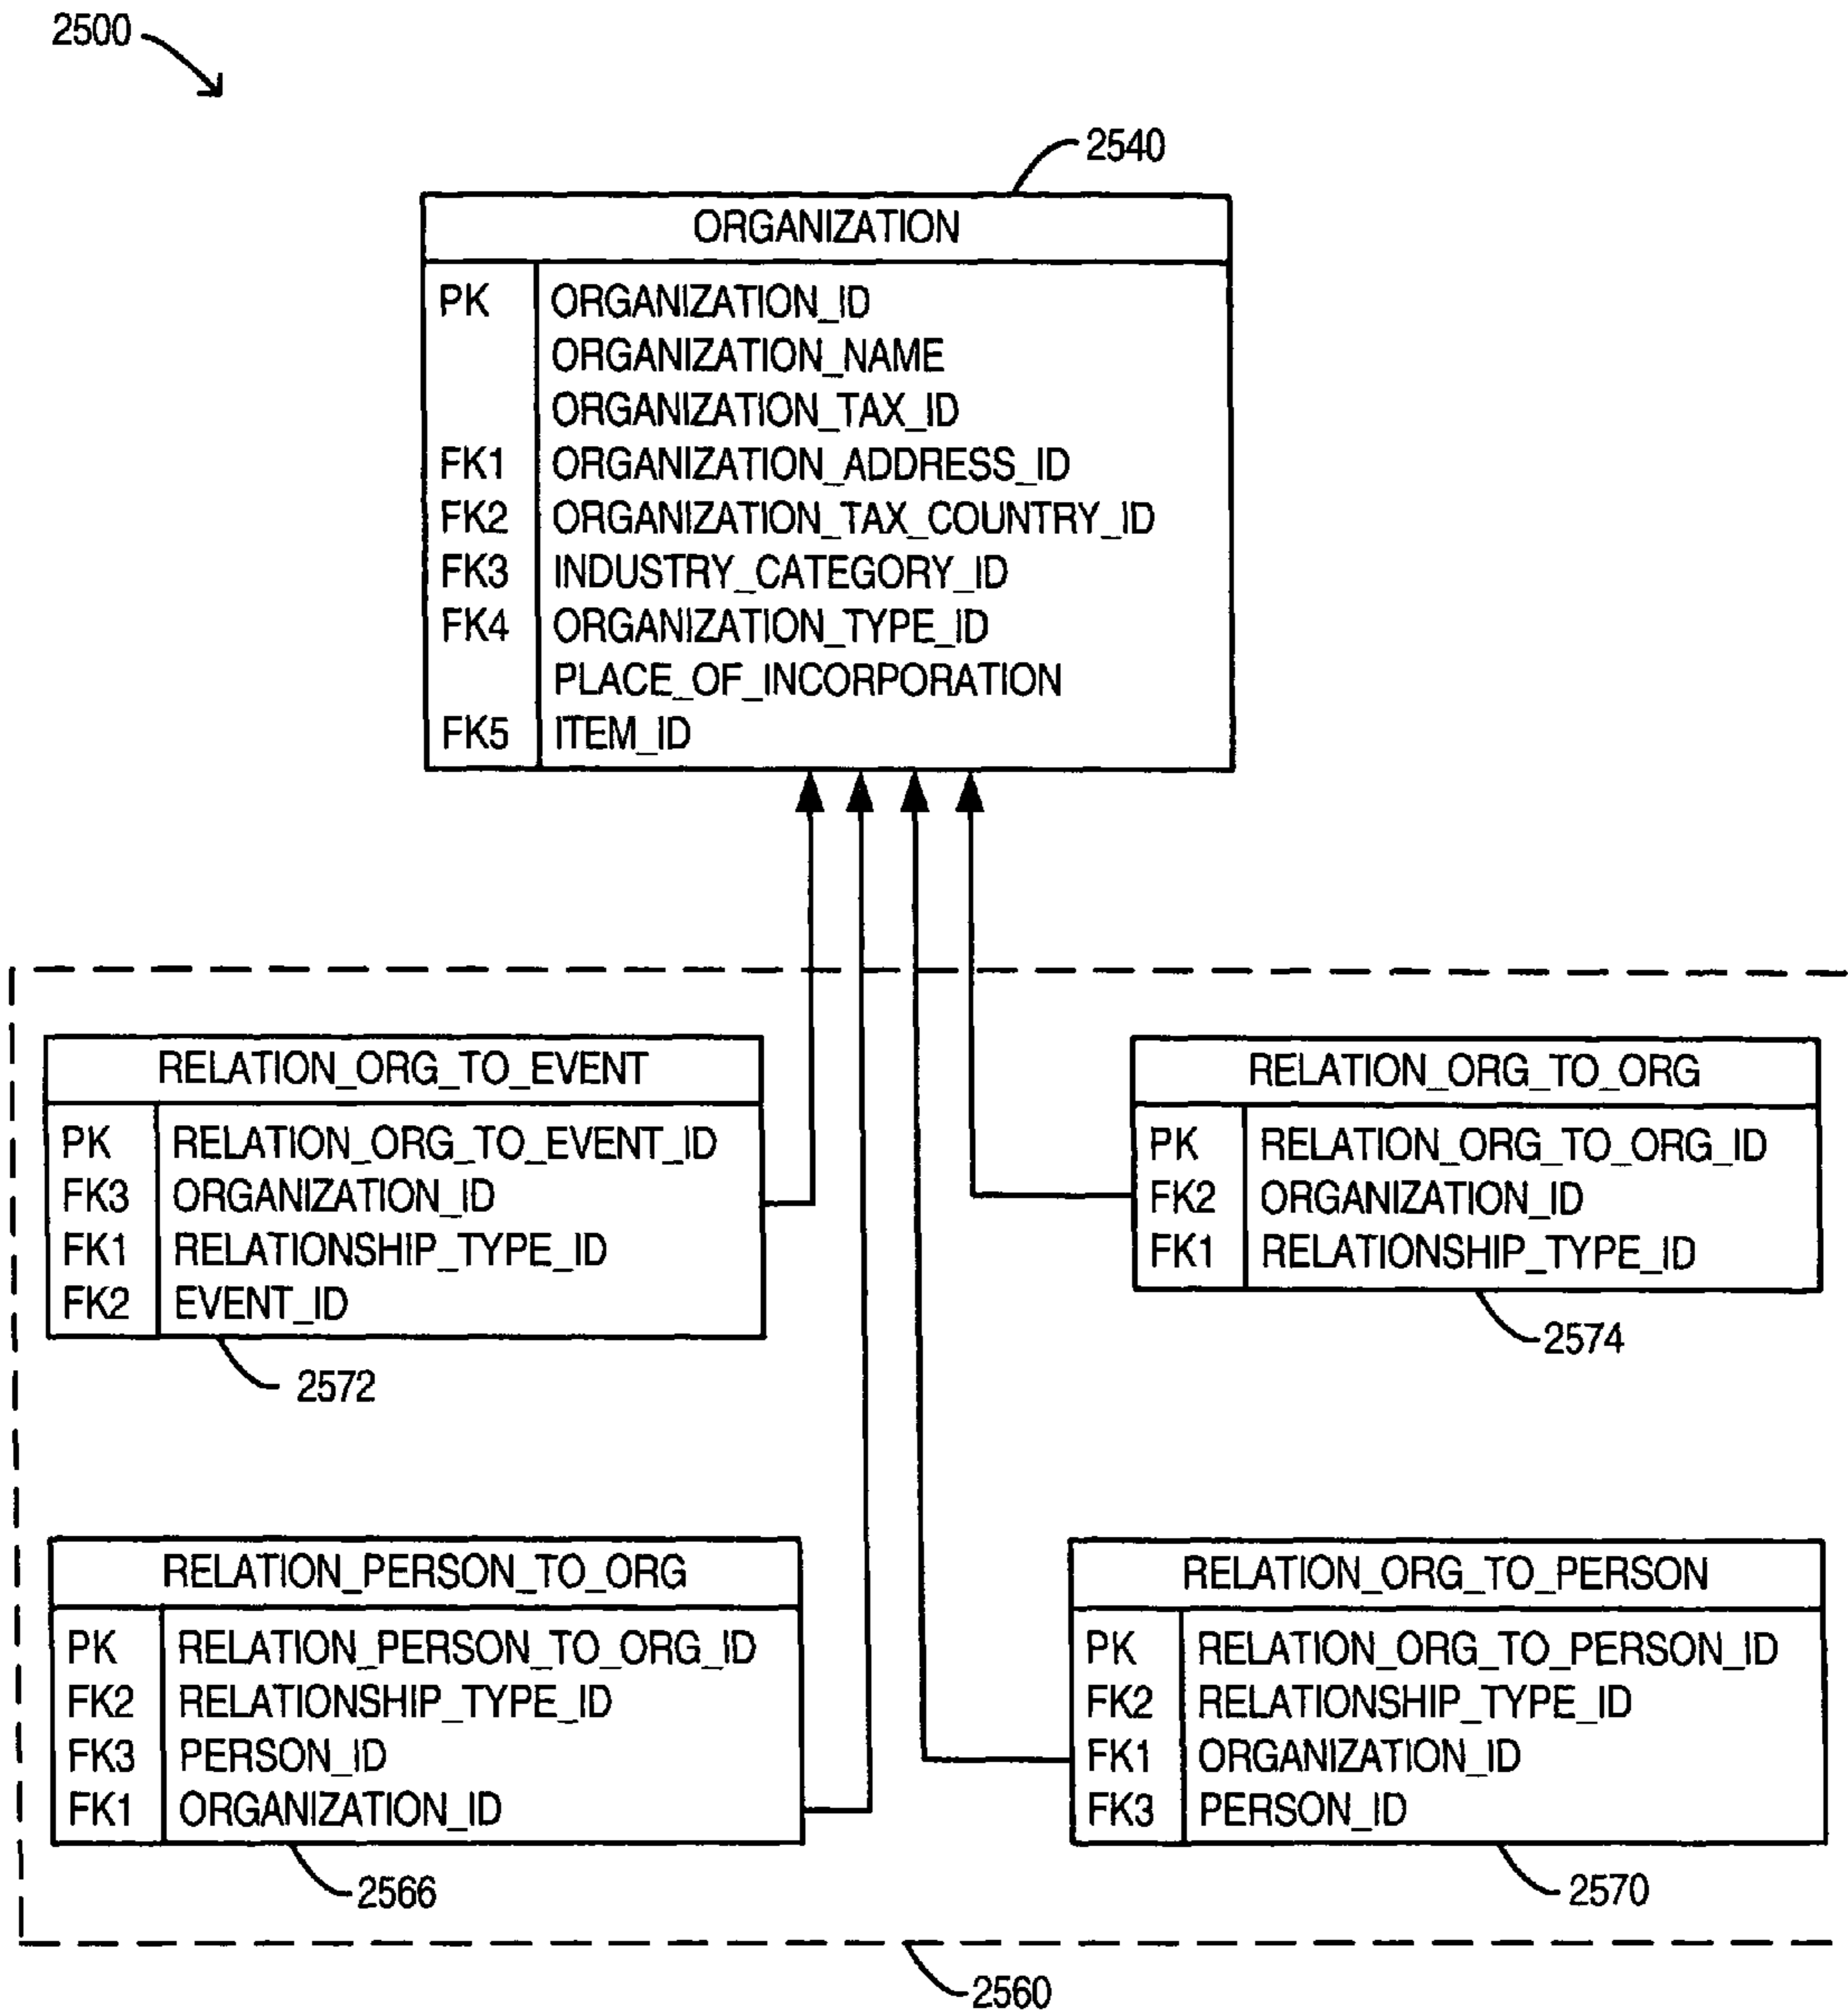 2500
2540
ORGANIZATION
PK ORGANIZATION_ID
ORGANIZATION_NAME
ORGANIZATION_TAX_ID
FK1 ORGANIZATION_ADDRESS_ID
FK2 ORGANIZATION_TAX_COUNTRY_ID
FK3 INDUSTRY_CATEGORY_ID
FK4 ORGANIZATION_TYPE_ID
PLACE_OF_INCORPORATION
FK5 ITEM_ID
RELATION_ORG_TO_EVENT
PK RELATION_ORG_TO_EVENT_ID
FK3 ORGANIZATION_ID
FK1 RELATIONSHIP_TYPE_ID
FK2 EVENT_ID
2572
RELATION_ORG_TO_ORG
PK RELATION_ORG_TO_ORG_ID
FK2 ORGANIZATION_ID
FK1 RELATIONSHIP_TYPE_ID
2574
RELATION_PERSON_TO_ORG
PK RELATION_PERSON_TO_ORG_ID
FK2 RELATIONSHIP_TYPE_ID
FK3 PERSON_ID
FK1 ORGANIZATION_ID
2566
RELATION_ORG_TO_PERSON
PK RELATION_ORG_TO_PERSON_ID
FK2 RELATIONSHIP_TYPE_ID
FK1 ORGANIZATION_ID
FK3 PERSON_ID
2570
2560